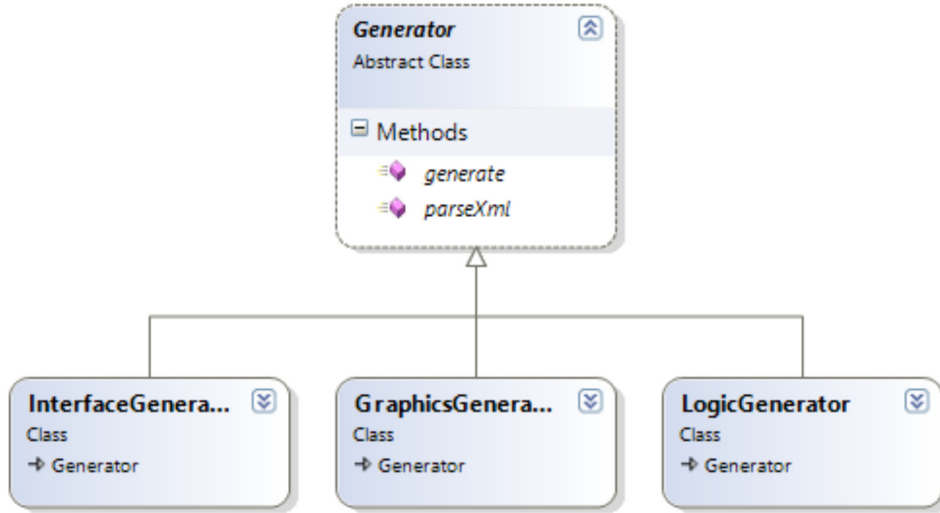 Generator
Abstract Class
Methods
generate
parseXml
InterfaceGenera...
Class
Generator
GraphicsGenera...
Class
Generator
LogicGenerator
Class
Generator